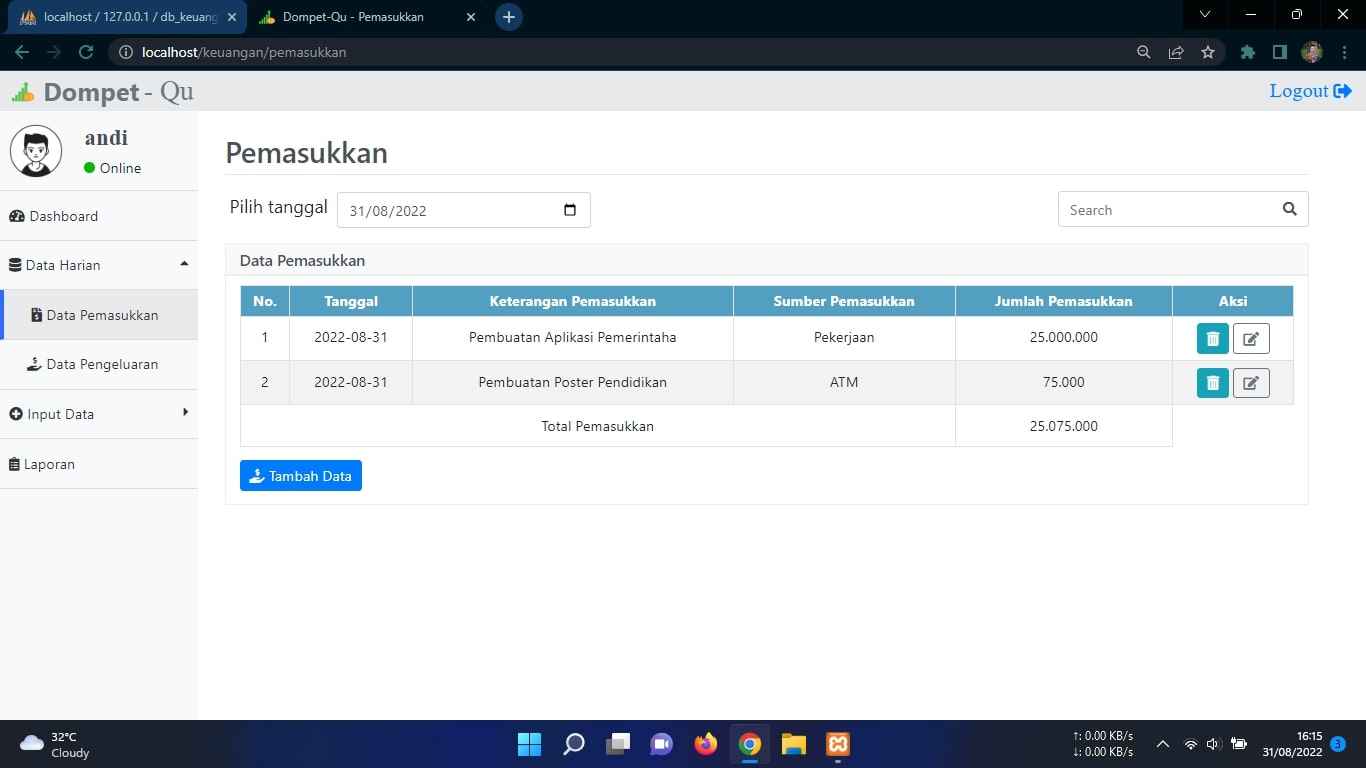 localhost / 127.0.0.1 / db_keuang
Dompet-Qu - Pemasukkan
localhost/keuangan/pemasukkan
Dompet - Qu
Logout
andi
Online
Dashboard
Data Harian
Data Pemasukkan
Data Pengeluaran
Input Data
Laporan
Pemasukkan
Pilih tanggal
31/08/2022
Search
Data Pemasukkan
No. Tanggal Keterangan Pemasukkan Sumber Pemasukkan Jumlah Pemasukkan Aksi
1 2022-08-31 Pembuatan Aplikasi Pemerintaha Pekerjaan 25.000.000
2 2022-08-31 Pembuatan Poster Pendidikan ATM 75.000
Total Pemasukkan 25.075.000
Tambah Data
32°C
Cloudy
↑: 0.00 KB/s
↓: 0.00 KB/s
16:15
31/08/2022
3